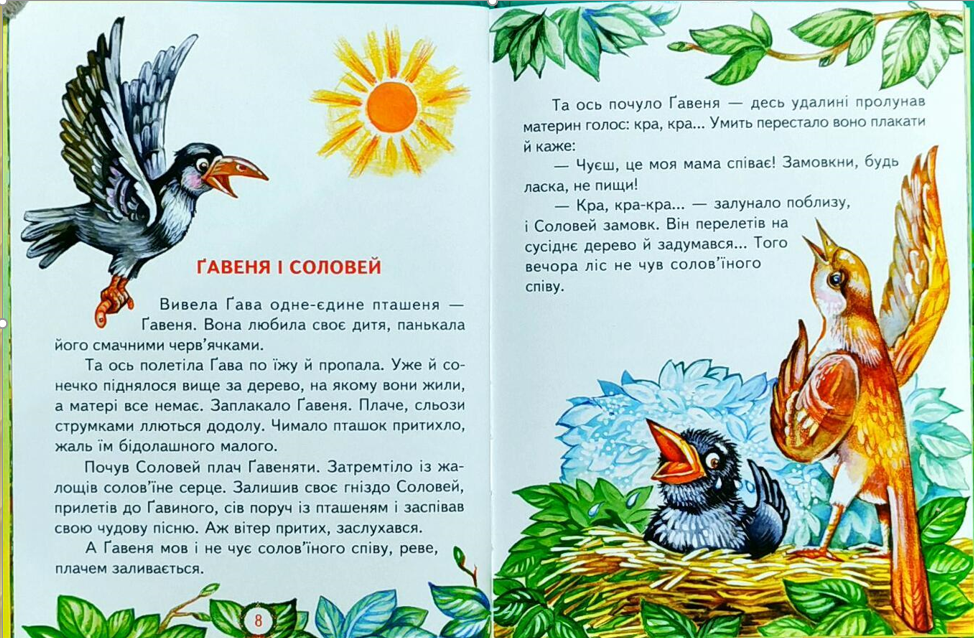 ҐАВЕНЯ І СОЛОВЕЙ
Вивела Ґава одне-єдине пташеня —
Ґавеня. Вона любила своє дитя, панькала
його смачними черв’ячками.
Та ось полетіла Ґава по їжу й пропала. Уже й со-
нечко піднялося вище за дерево, на якому вони жили,
а матері все немає. Заплакало Ґавеня. Плаче, сльози
струмками ллються додолу. Чимало пташок притихло,
жаль їм бідолашного малого.
Почув Соловей плач Ґавеняти. Затремтіло із жа-
лощів солов’їне серце. Залишив своє гніздо Соловей,
прилетів до Ґавиного, сів поруч із пташеням і заспівав
свою чудову пісню. Аж вітер притих, заслухався.
А Ґавеня мов і не чує солов’їного співу, реве,
плачем заливається.
8
Та ось почуло Ґавеня — десь удалині пролунав
материн голос: кра, кра... Умить перестало воно плакати
й каже:
— Чуєш, це моя мама співає! Замовкни, будь
ласка, не пищи!
— Кра, кра-кра... — залунало поблизу,
і Соловей замовк. Він перелетів на
сусіднє дерево й задумався... Того
вечора ліс не чув солов’їного
співу.